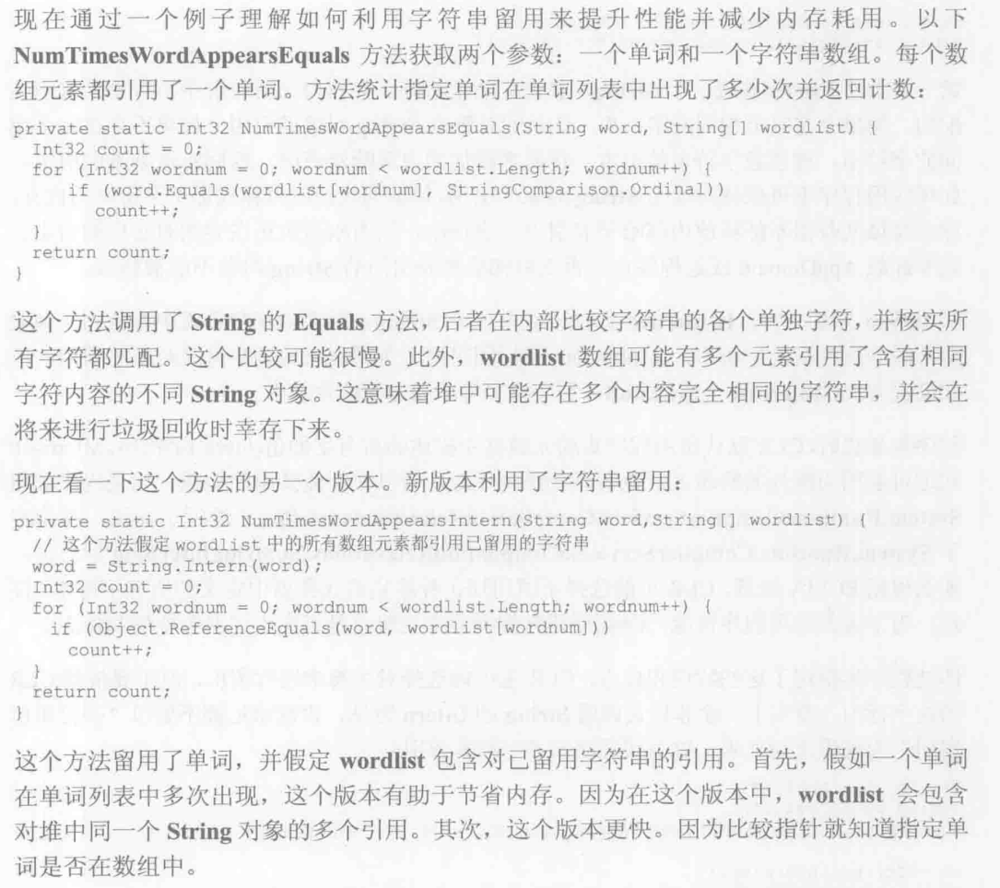 现在通过一个例子理解如何利用字符串留用来提升性能并减少内存耗用。以下
NumTimesWordAppearsEquals 方法获取两个参数：一个单词和一个字符串数组。每个数
组元素都引用了一个单词。方法统计指定单词在单词列表中出现了多少次并返回计数：
private static Int32 NumTimesWordAppearsEquals(String word, String[] wordlist) {
Int32 count = 0;
for (Int32 wordnum = 0; wordnum < wordlist.Length; wordnum++) {
if (word.Equals(wordlist[wordnum], StringComparison.Ordinal))
count++;
}
return count;
}
这个方法调用了 String 的 Equals 方法，后者在内部比较字符串的各个单独字符，并核实所
有字符都匹配。这个比较可能很慢。此外，wordlist 数组可能有多个元素引用了含有相同
字符内容的不同 String 对象。这意味着堆中可能存在多个内容完全相同的字符串，并会在
将来进行垃圾回收时幸存下来。
现在看一下这个方法的另一个版本。新版本利用了字符串留用：
private static Int32 NumTimesWordAppearsIntern(String word,String[] wordlist) {
// 这个方法假定 wordlist 中的所有数组元素都引用已留用的字符串
word = String.Intern(word);
Int32 count = 0;
for (Int32 wordnum = 0; wordnum < wordlist.Length; wordnum++) {
if (Object.ReferenceEquals(word, wordlist[wordnum]))
count++;
}
return count;
}
这个方法留用了单词，并假定 wordlist 包含对已留用字符串的引用。首先，假如一个单词
在单词列表中多次出现，这个版本有助于节省内存。因为在这个版本中，wordlist 会包含
对堆中同一个 String 对象的多个引用。其次，这个版本更快。因为比较指针就知道指定单
词是否在数组中。